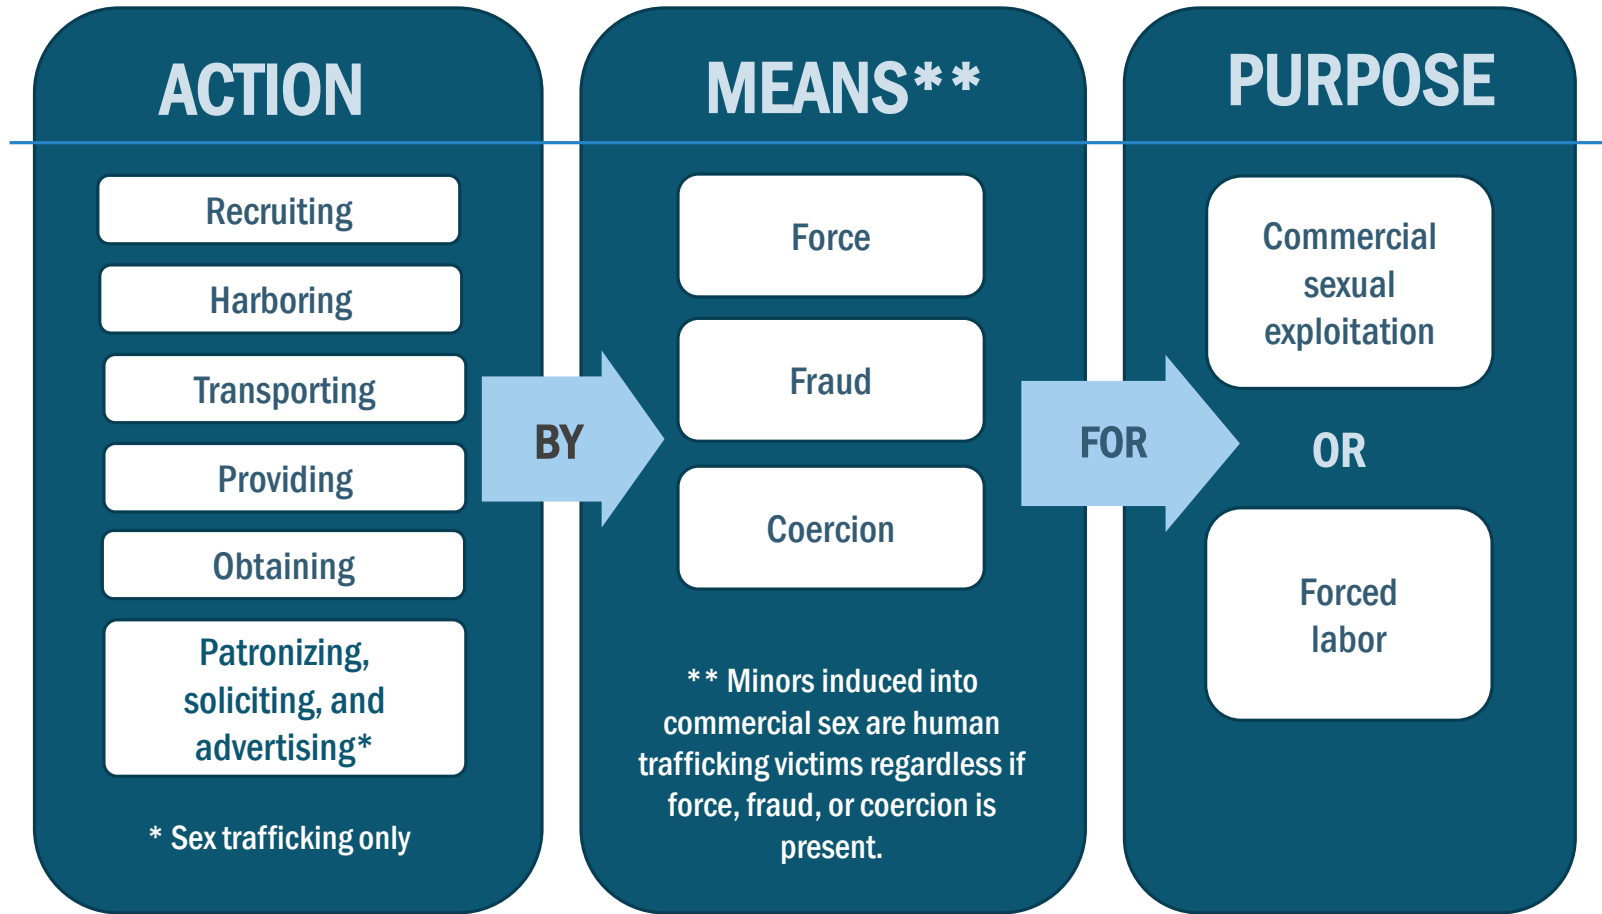 ACTION
Recruiting
Harboring
Transporting
Providing
Obtaining
Patronizing,
soliciting, and
advertising*
* Sex trafficking only
BY
MEANS**
Force
Fraud
Coercion
** Minors induced into
commercial sex are human
trafficking victims regardless if
force, fraud, or coercion is
present.
FOR
PURPOSE
Commercial
sexual
exploitation
OR
Forced
labor